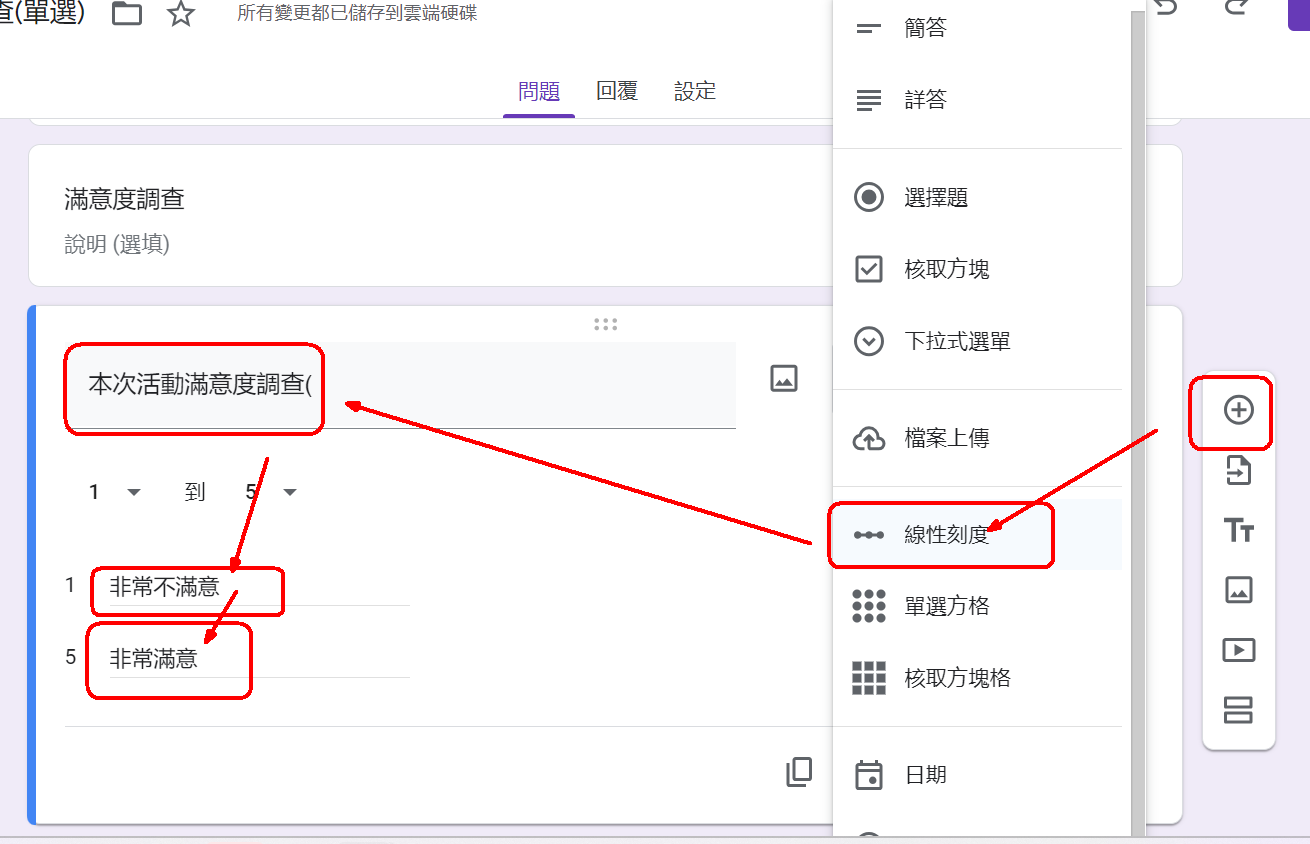 查(單選)
所有變更都已儲存到雲端硬碟
問題 回覆 設定
滿意度調查
說明 (選填)
本次活動滿意度調查(
1 到 5
1 非常不滿意
5 非常滿意
簡答
詳答
選擇題
核取方塊
下拉式選單
檔案上傳
線性刻度
單選方格
核取方塊格
日期
Tт